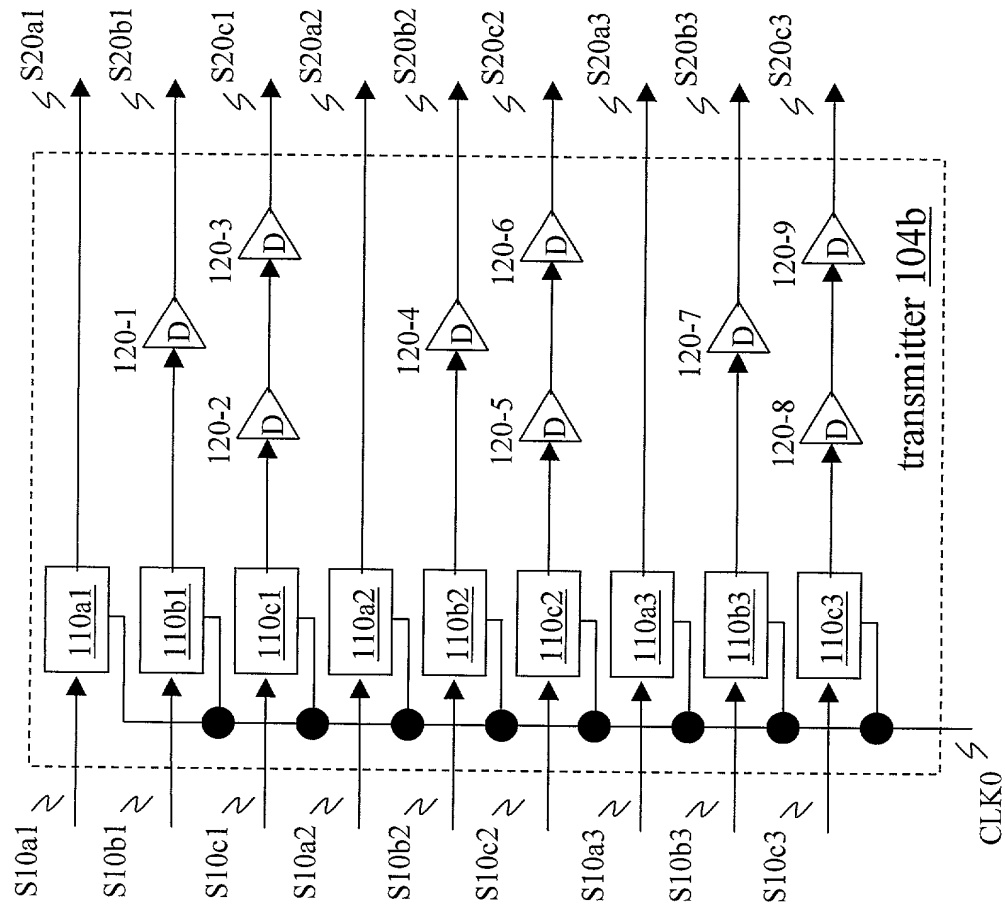 S10a1
110a1
S20a1
S10b1
110b1
120-1
D
S20b1
S10c1
110c1
120-2
D
120-3
D
S20c1
S10a2
110a2
S20a2
S10b2
110b2
120-4
D
S20b2
S10c2
110c2
120-5
D
120-6
D
S20c2
S10a3
110a3
S20a3
S10b3
110b3
120-7
D
S20b3
S10c3
110c3
120-8
D
120-9
D
S20c3
transmitter 104b
CLK0